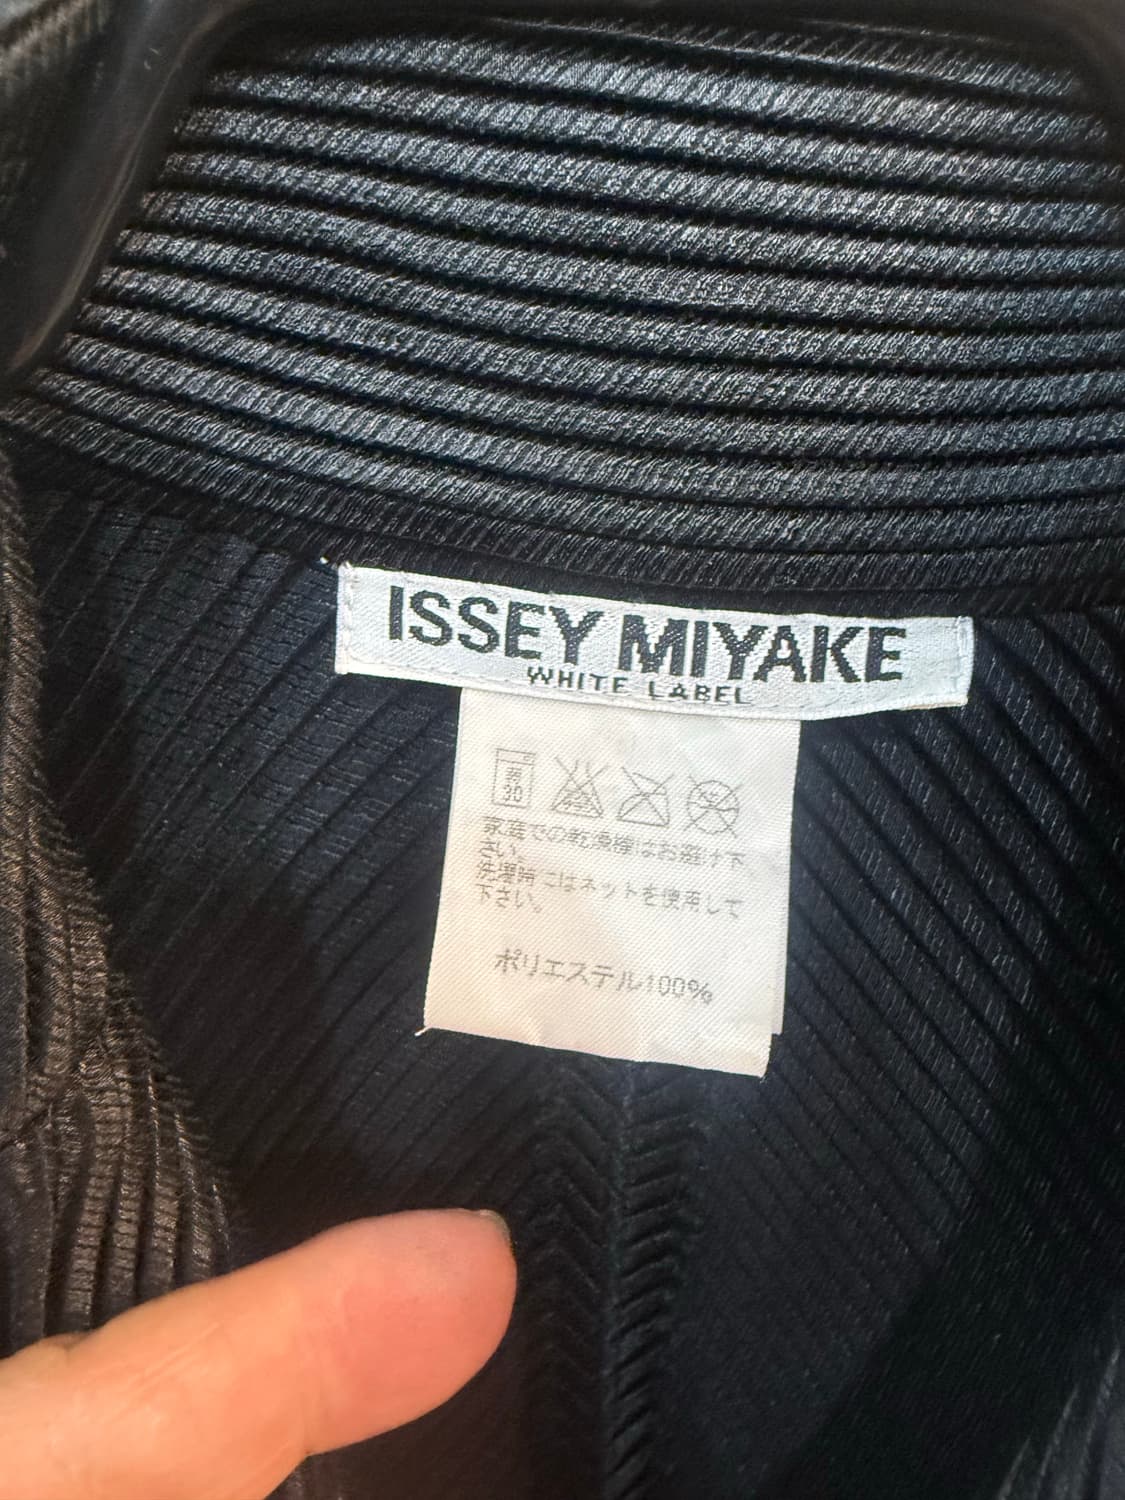 ISSEY MIYAKE
WHITE LABEL
弱
30
家庭での乾燥機はお避け下
さい。
洗濯時にはネットを使用して
下さい。
ポリエステル100%